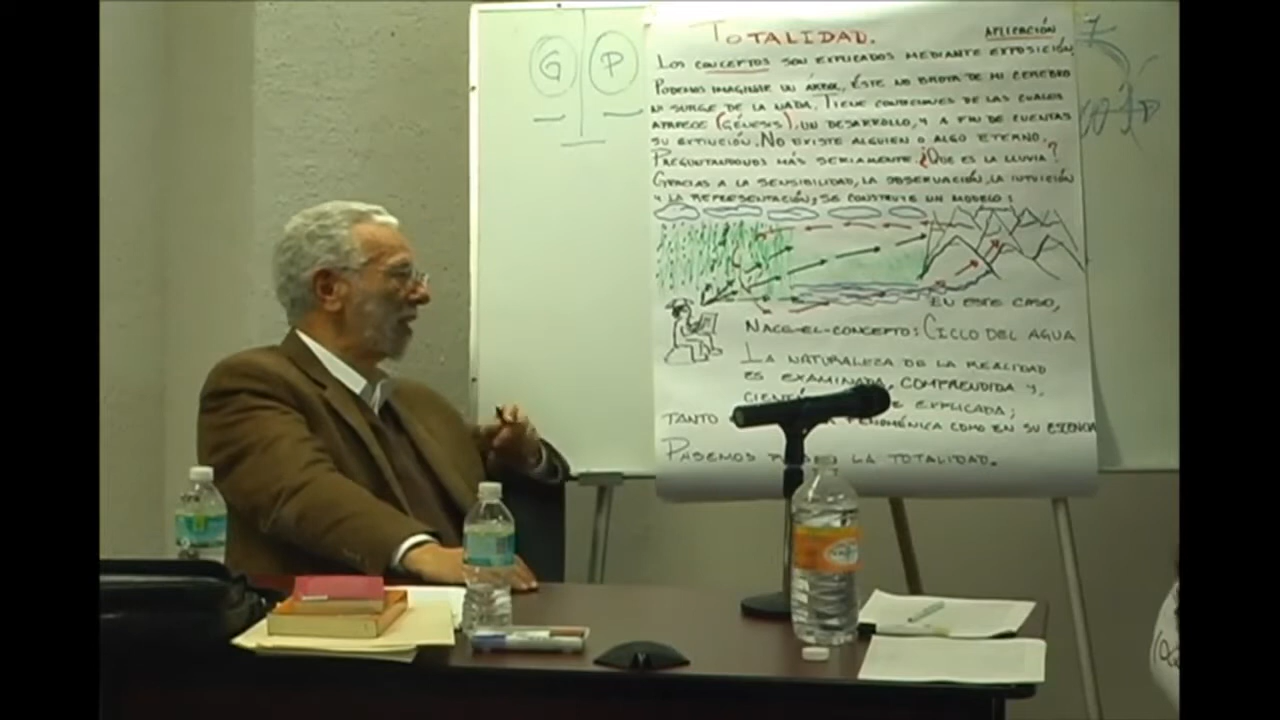 G P
TOTALIDAD.
APLICACIÓN
LOS CONCEPTOS SON EXPLICADOS MEDIANTE EXPOSICIÓN
PODEMOS IMAGINAR UN ÁRBOL, ÉSTE NO BROTA DE MI CEREBRO
NI SURGE DE LA NADA. TIENE CONDICIONES DE LAS CUALES
APARECE (GÉNESIS), UN DESARROLLO, Y A FIN DE CUENTAS
SU EXTINCIÓN. NO EXISTE ALGUIEN O ALGO ETERNO.
PREGUNTÁNDONOS MÁS SERIAMENTE ¿QUE ES LA LLUVIA?
GRACIAS A LA SENSIBILIDAD, LA OBSERVACIÓN, LA INTUICIÓN
Y LA REPRESENTACIÓN, SE CONSTRUYE UN MODELO:
EN ESTE CASO,
NACE-EL-CONCEPTO: CICLO DEL AGUA
LA NATURALEZA DE LA REALIDAD
ES EXAMINADA, COMPRENDIDA Y,
EXPLICADA;
TANTO FENOMÉNICA COMO EN SU ESENCIA
PASEMOS LA TOTALIDAD.